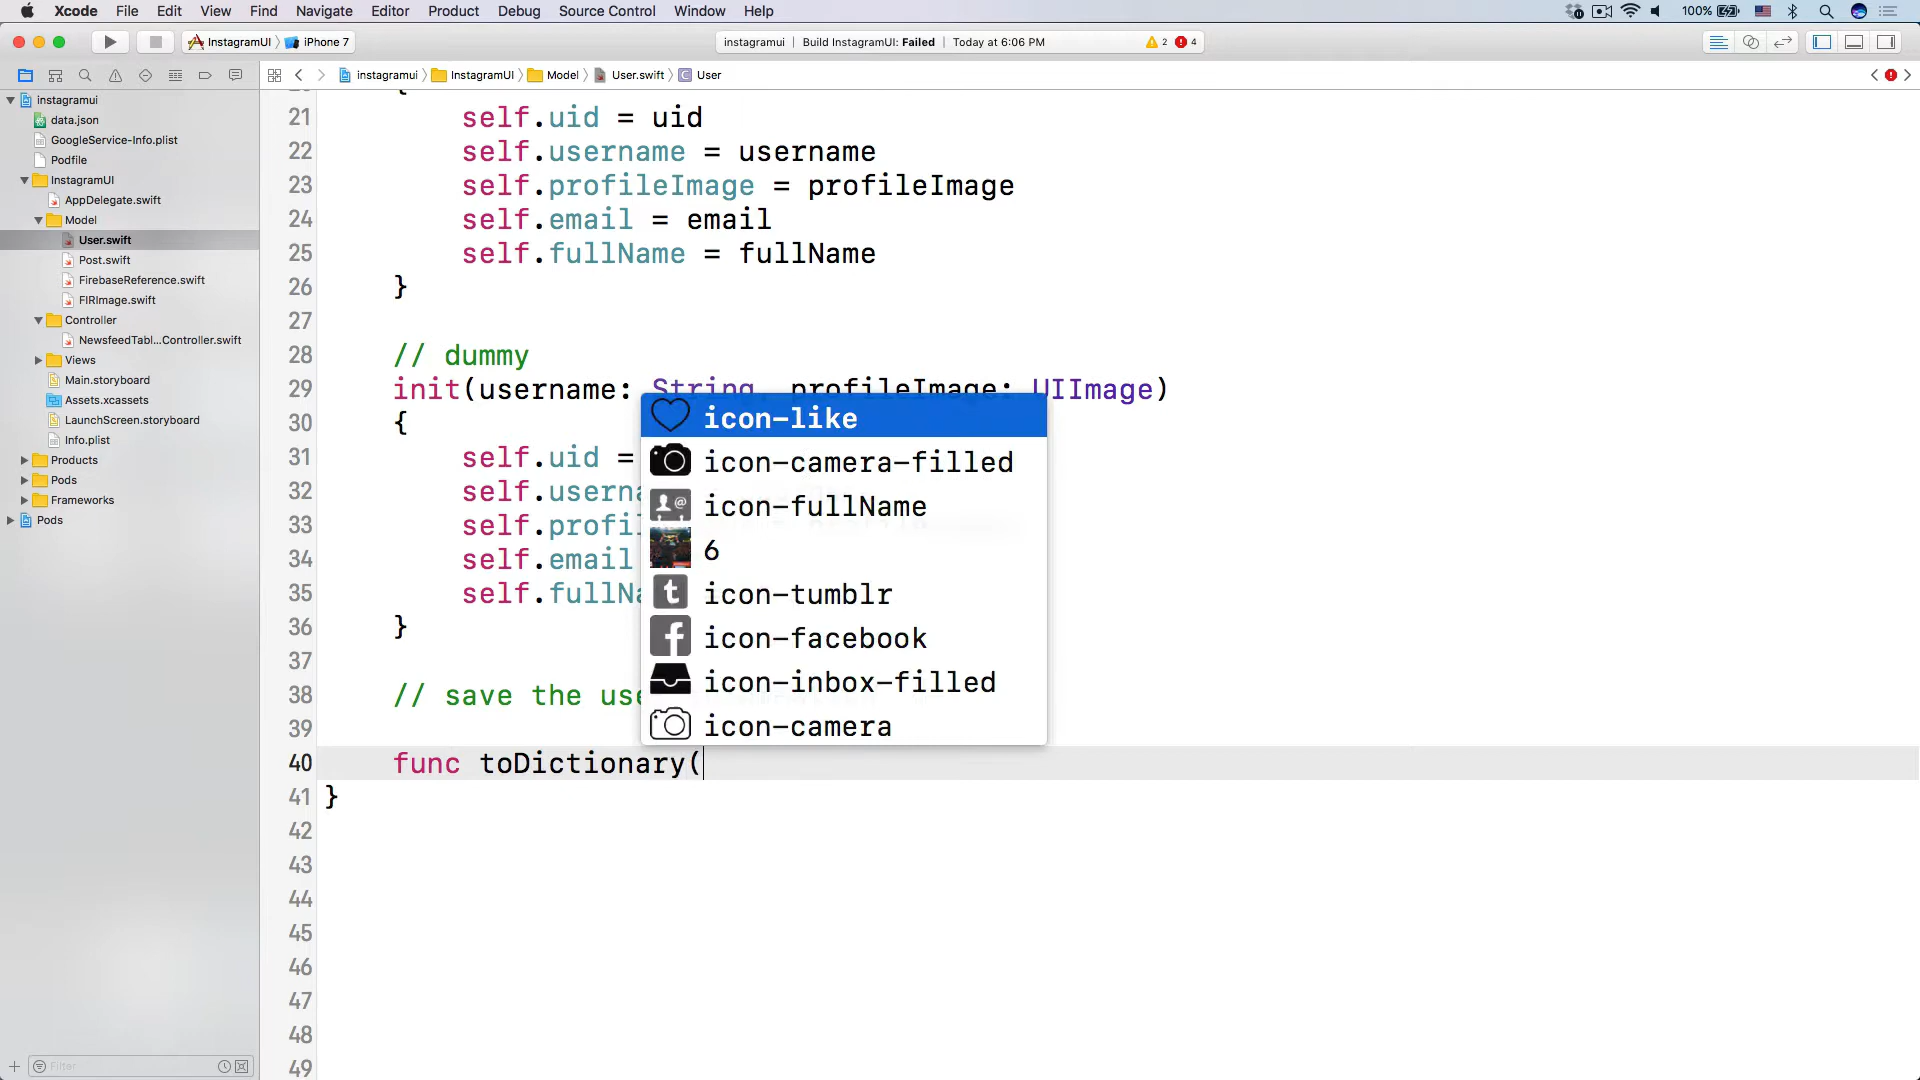 Xcode File Edit View Find Navigate Editor Product Debug Source Control Window Help 100%
InstagramUI iPhone 7 instagramui | Build InstagramUI: Failed | Today at 6:06 PM 2 4
instagramui InstagramUI Model User.swift C User
instagramui
data.json
GoogleService-Info.plist
Podfile
InstagramUI
AppDelegate.swift
Model
User.swift
Post.swift
FirebaseReference.swift
FIRImage.swift
Controller
NewsfeedTabl...Controller.swift
Views
Main.storyboard
Assets.xcassets
LaunchScreen.storyboard
Info.plist
Products
Pods
Frameworks
Pods
Filter
21 self.uid = uid
22 self.username = username
23 self.profileImage = profileImage
24 self.email = email
25 self.fullName = fullName
26 }
27
28 // dummy
29 init(username: String, profileImage: UIImage)
30 {
31 self.uid =
32 self.userna
33 self.profi
34 self.email
35 self.fullNa
36 }
37
38 // save the use
39
40 func toDictionary(
41 }
42
43
44
45
46
47
48
49
icon-like
icon-camera-filled
icon-fullName
6
icon-tumblr
icon-facebook
icon-inbox-filled
icon-camera